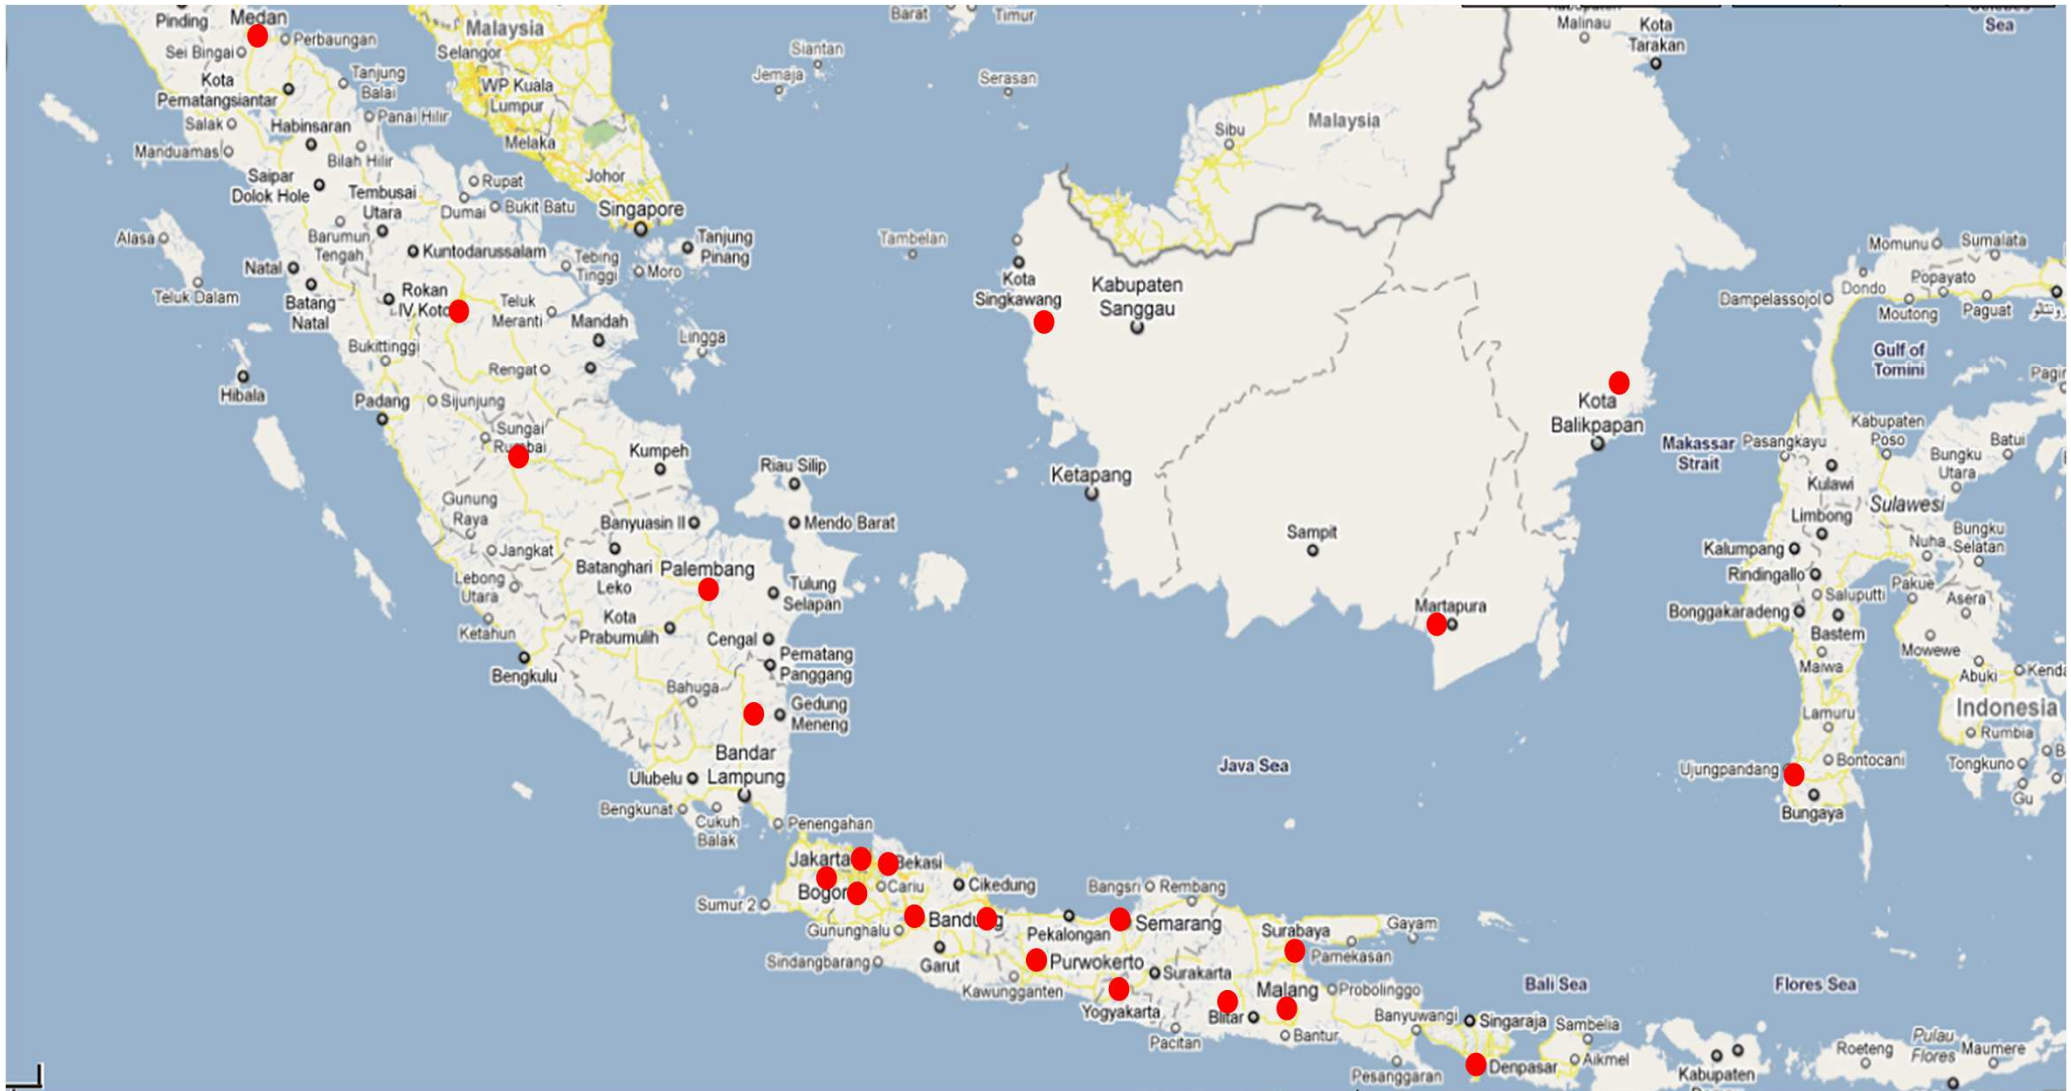 Pinding
Medan
Perbaungan
Sei Bingai
Kota
Pematangsiantar
Tanjung
Balai
Salak
Habinsaran
Panai Hilir
Manduamas
Bilah Hilir
Saipar
Dolok Hole
Tembusai
Utara
Rupat
Dumai
Bukit Batu
Alasa
Barumun
Tengah
Kuntodarussalam
Teluk Dalam
Natal
Batang
Natal
Rokan
IV Koto
Tebing
Tinggi
Moro
Teluk
Meranti
Mandah
Bukittinggi
Rengat
Lingga
Hibala
Padang
Sijunjung
Sungai
Kumpeh
Riau Silip
Gunung
Raya
Banyuasin II
Mendo Barat
Jangkat
Batanghari
Leko
Palembang
Lebong
Utara
Tulung
Selapan
Ketahun
Kota
Prabumulih
Cengal
Bengkulu
Pematang
Panggang
Bahuga
Gedung
Meneng
Bandar
Lampung
Ulubelu
Bengkunat
Cukuh
Balak
Penengahan
Malaysia
Selangor
WP Kuala
Lumpur
Melaka
Johor
Singapore
Tanjung
Pinang
Barat
Timur
Siantan
Jemaja
Serasan
Tambelan
Sibu
Malaysia
Malinau
Kota
Tarakan
Sea
Kota
Singkawang
Kabupaten
Sanggau
Ketapang
Sampit
Martapura
Kota
Balikpapan
Makassar
Strait
Momunu
Sumalata
Dondo
Popayato
Dampelassojol
Moutong
Paguat
Gulf of
Tomini
Kabupaten
Poso
Pasangkayu
Batui
Bungku
Utara
Kulawi
Sulawesi
Limbong
Bungku
Selatan
Nuha
Kalumpang
Rindingallo
Pakue
Saluputti
Asera
Bonggakaradeng
Bastem
Mowewe
Maiwa
Abuki
Lamuru
Indonesia
Rumbia
Bontocani
Ujungpandang
Tongkuno
Gu
Bungaya
Java Sea
Jakarta
Bekasi
Bogor
Cariu
Cikedung
Sumur 2
Bandung
Gununghalu
Sindangbarang
Garut
Bangsri
Rembang
Pekalongan
Semarang
Purwokerto
Kawungganten
Surakarta
Yogyakarta
Pacitan
Surabaya
Gayam
Pamekasan
Malang
Probolinggo
Blitar
Bantur
Banyuwangi
Singaraja
Sambelia
Pesanggaran
Denpasar
Aikmel
Bali Sea
Flores Sea
Kabupaten
Roeteng
Pulau
Flores
Maumere